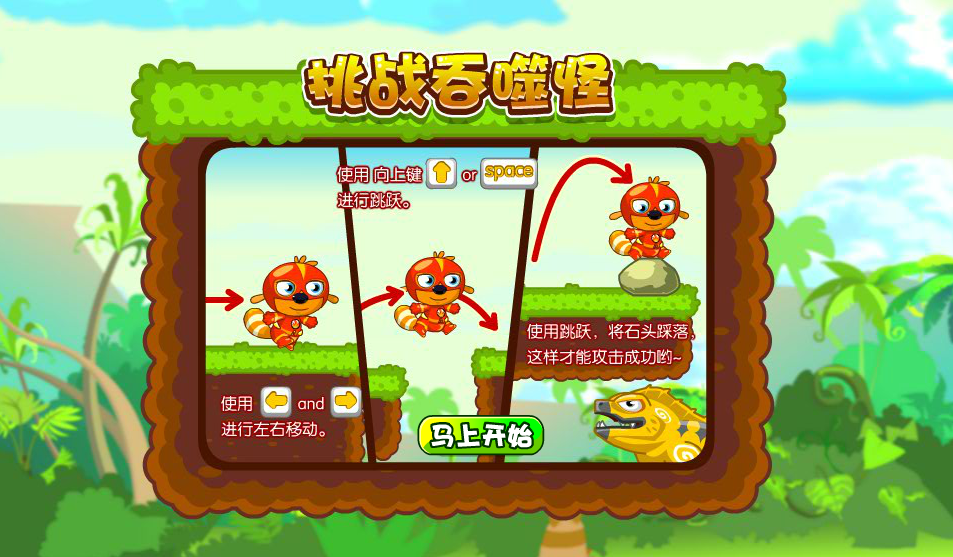 挑战吞噬怪
使用 向上键 or space
进行跳跃。
使用 and
进行左右移动。
使用跳跃，将石头踩落，
这样才能攻击成功哟~
马上开始